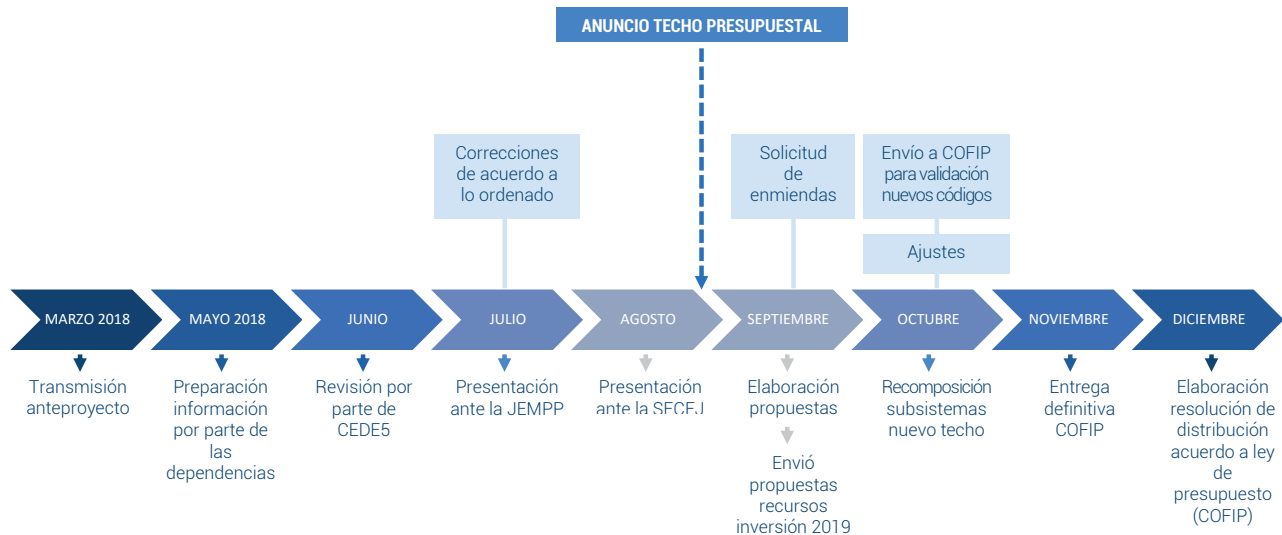 ANUNCIO TECHO PRESUPUESTAL
Correcciones
de acuerdo a
lo ordenado
Solicitud
de
enmiendas
Envío a COFIP
para validación
nuevos códigos
Ajustes
MARZO 2018
MAYO 2018
JUNIO
JULIO
AGOSTO
SEPTIEMBRE
OCTUBRE
NOVIEMBRE
DICIEMBRE
Transmisión
anteproyecto
Preparación
información
por parte de
las
dependencias
Revisión por
parte de
CEDE5
Presentación
ante la JEMPP
Presentación
ante la SECEJ
Elaboración
propuestas
Envió
propuestas
recursos
inversión 2019
Recomposición
subsistemas
nuevo techo
Entrega
definitiva
COFIP
Elaboración
resolución de
distribución
acuerdo a ley
de
presupuesto
(COFIP)